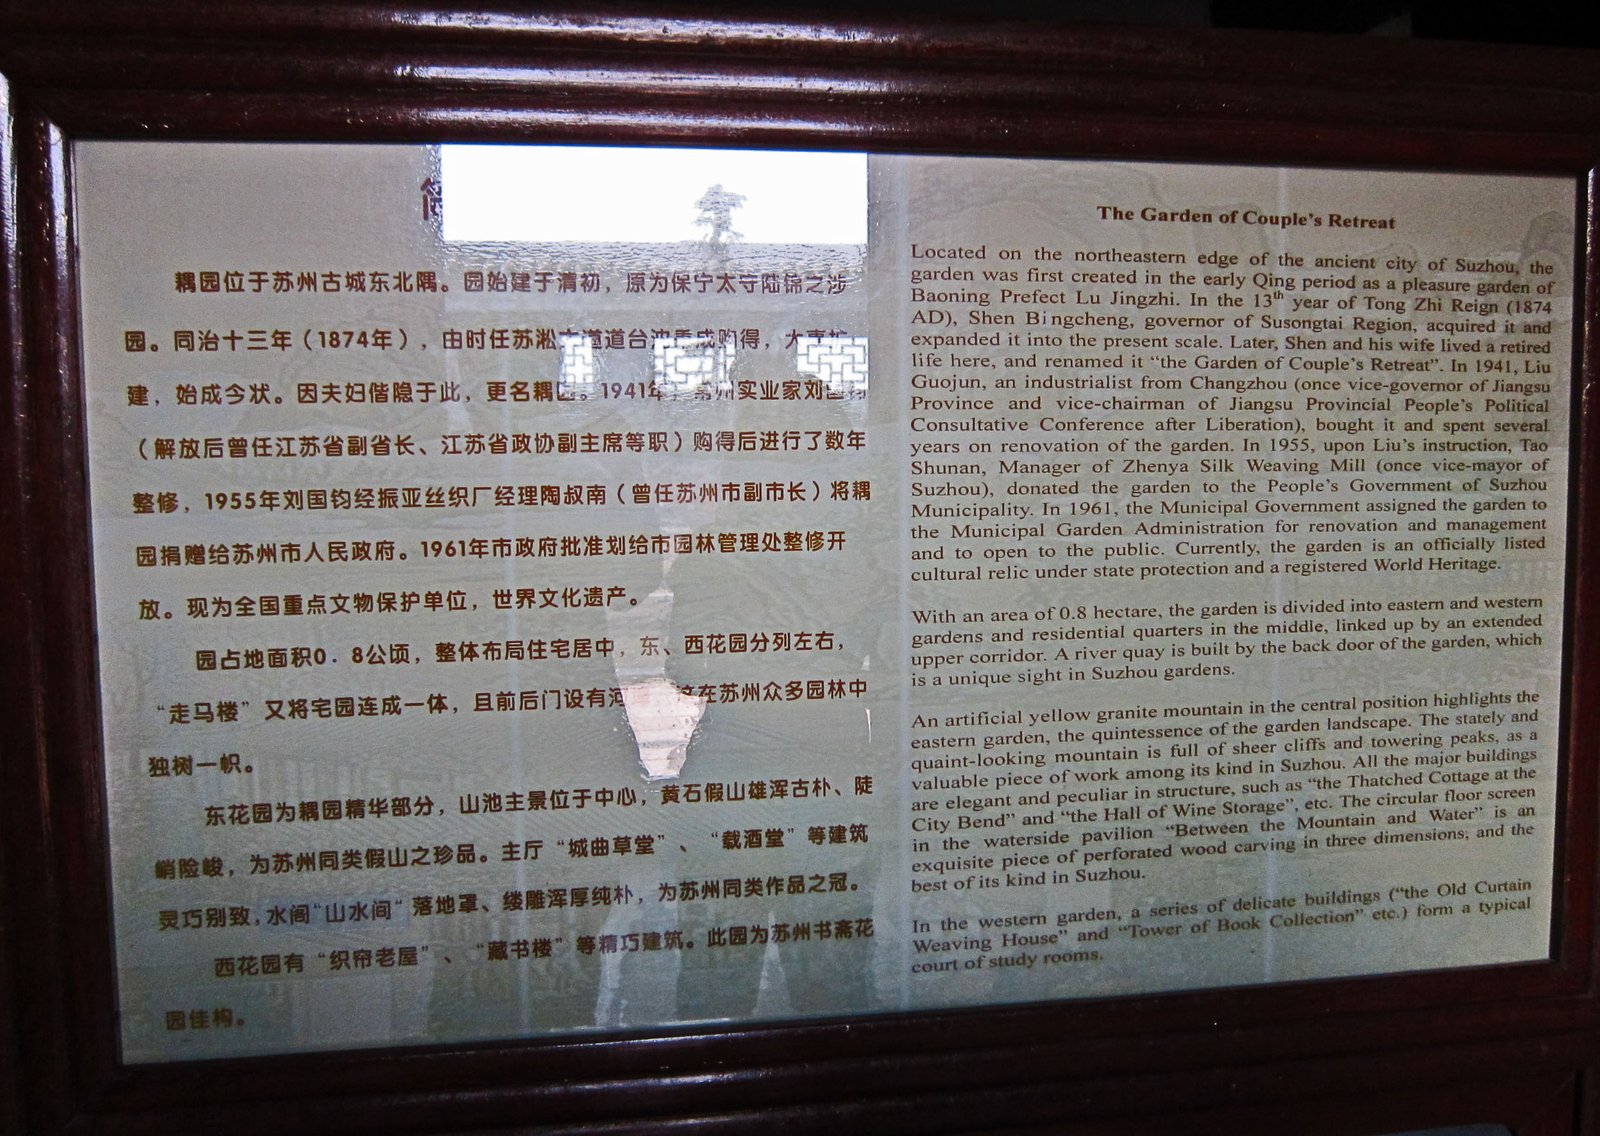 耦园位于苏州古城东北隅。园始建于清初，原为保宁太守陆锦之涉
园。同治十三年（1874年），由时任苏淞道道台成购得，大
建，始成今状。因夫妇偕隐于此，更名耦。1941年，州实业家刘国
（解放后曾任江苏省副省长、江苏省政协副主席等职）购得后进行了数年
整修，1955年刘国钧经振亚丝织厂经理陶叔南（曾任苏州市副市长）将耦
园捐赠给苏州市人民政府。1961年市政府批准划给市园林管理处整修开
放。现为全国重点文物保护单位，世界文化遗产。
园占地面积0.8公顷，整体布局住宅居中，东、西花园分列左右，
“走马楼”又将宅园连成一体，且前后门设有河在苏州众多园林中
独树一帜。
东花园为耦园精华部分，山池主景位于中心，黄石假山雄浑古朴、陡
峭险峻，为苏州同类假山之珍品。主厅“城曲草堂”、“载酒堂”等建筑
灵巧别致，水阁“山水间”落地罩、缕雕浑厚纯朴，为苏州同类作品之冠。
西花园有“织帘老屋”、“藏书楼”等精巧建筑。此园为苏州书斋花
园佳构。
The Garden of Couple's Retreat
Located on the northeastern edge of the ancient city of Suzhou, the
garden was first created in the early Qing period as a pleasure garden of
Baoning Prefect Lu Jingzhi. In the 13th year of Tong Zhi Reign (1874
AD), Shen Bingcheng, governor of Susongtai Region, acquired it and
expanded it into the present scale. Later, Shen and his wife lived a retired
life here, and renamed it “the Garden of Couple's Retreat”. In 1941, Liu
Guojun, an industrialist from Changzhou (once vice-governor of Jiangsu
Province and vice-chairman of Jiangsu Provincial People's Political
Consultative Conference after Liberation), bought it and spent several
years on renovation of the garden. In 1955, upon Liu's instruction, Tao
Shunan, Manager of Zhenya Silk Weaving Mill (once vice-mayor of
Suzhou), donated the garden to the People's Government of Suzhou
Municipality. In 1961, the Municipal Government assigned the garden to
the Municipal Garden Administration for renovation and management
and to open to the public. Currently, the garden is an officially listed
cultural relic under state protection and a registered World Heritage.
With an area of 0.8 hectare, the garden is divided into eastern and western
gardens and residential quarters in the middle, linked up by an extended
upper corridor. A river quay is built by the back door of the garden, which
is a unique sight in Suzhou gardens.
An artificial yellow granite mountain in the central position highlights the
eastern garden, the quintessence of the garden landscape. The stately and
quaint-looking mountain is full of sheer cliffs and towering peaks, as a
valuable piece of work among its kind in Suzhou. All the major buildings
are elegant and peculiar in structure, such as “the Thatched Cottage at the
City Bend” and “the Hall of Wine Storage”, etc. The circular floor screen
in the waterside pavilion “Between the Mountain and Water” is an
exquisite piece of perforated wood carving in three dimensions, and the
best of its kind in Suzhou.
In the western garden, a series of delicate buildings (“the Old Curtain
Weaving House” and “Tower of Book Collection” etc.) form a typical
court of study rooms.